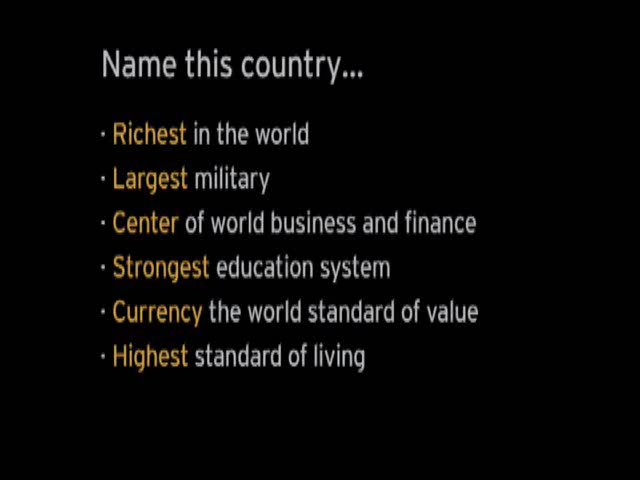 Name this country...
· Richest in the world
· Largest military
· Center of world business and finance
· Strongest education system
· Currency the world standard of value
· Highest standard of living